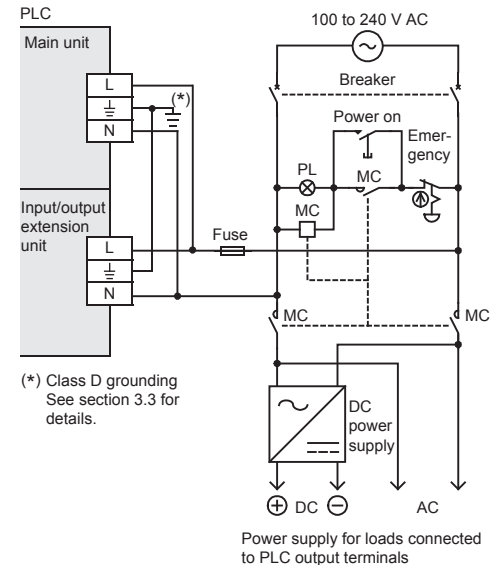 PLC
Main unit
L
N
(*)
Input/output
extension
unit
L
N
(*) Class D grounding
See section 3.3 for
details.
100 to 240 V AC
Breaker
Power on
Emer-
gency
PL
MC
MC
Fuse
MC
MC
DC
power
supply
DC
AC
Power supply for loads connected
to PLC output terminals